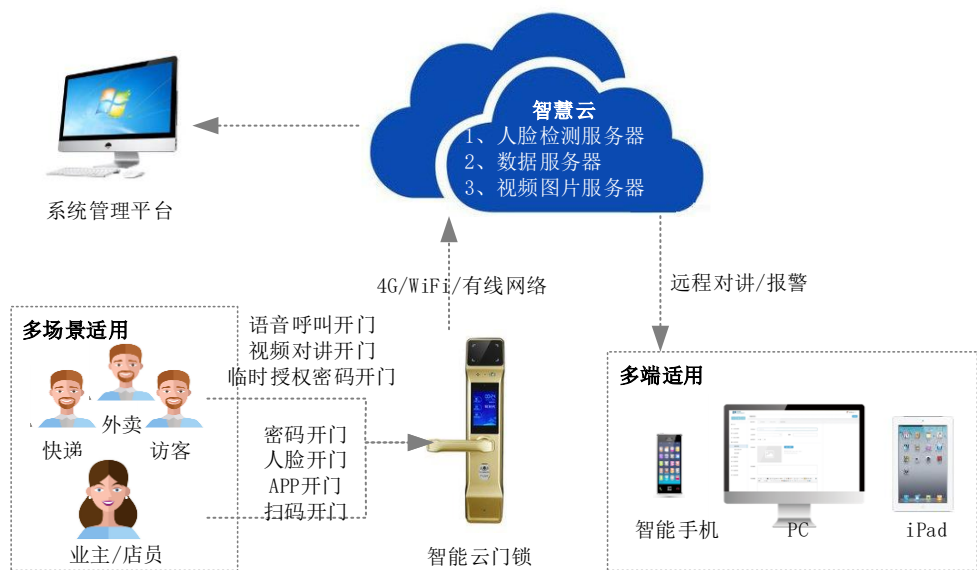 智慧云
1、人脸检测服务器
2、数据服务器
3、视频图片服务器
系统管理平台
4G/WiFi/有线网络
远程对讲/报警
多场景适用
语音呼叫开门
视频对讲开门
临时授权密码开门
外卖
快递
访客
密码开门
人脸开门
APP开门
扫码开门
业主/店员
智能云门锁
多端适用
智能手机
PC
iPad